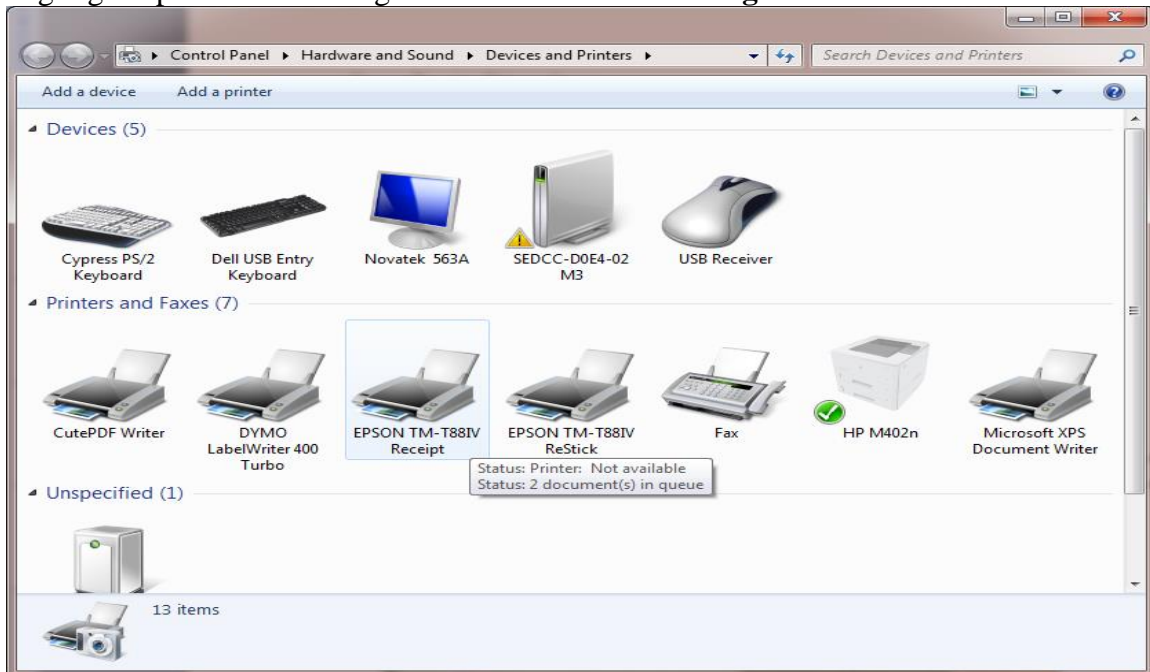 Control Panel ▸ Hardware and Sound ▸ Devices and Printers ▸
Search Devices and Printers
Add a device Add a printer
Devices (5)
Cypress PS/2
Keyboard
Dell USB Entry
Keyboard
Novatek 563A
SEDCC-D0E4-02
M3
USB Receiver
Printers and Faxes (7)
CutePDF Writer
DYMO
LabelWriter 400
Turbo
EPSON TM-T88IV
Receipt
EPSON TM-T88IV
ReStick
Fax
HP M402n
Microsoft XPS
Document Writer
Status: Printer: Not available
Status: 2 document(s) in queue
Unspecified (1)
13 items